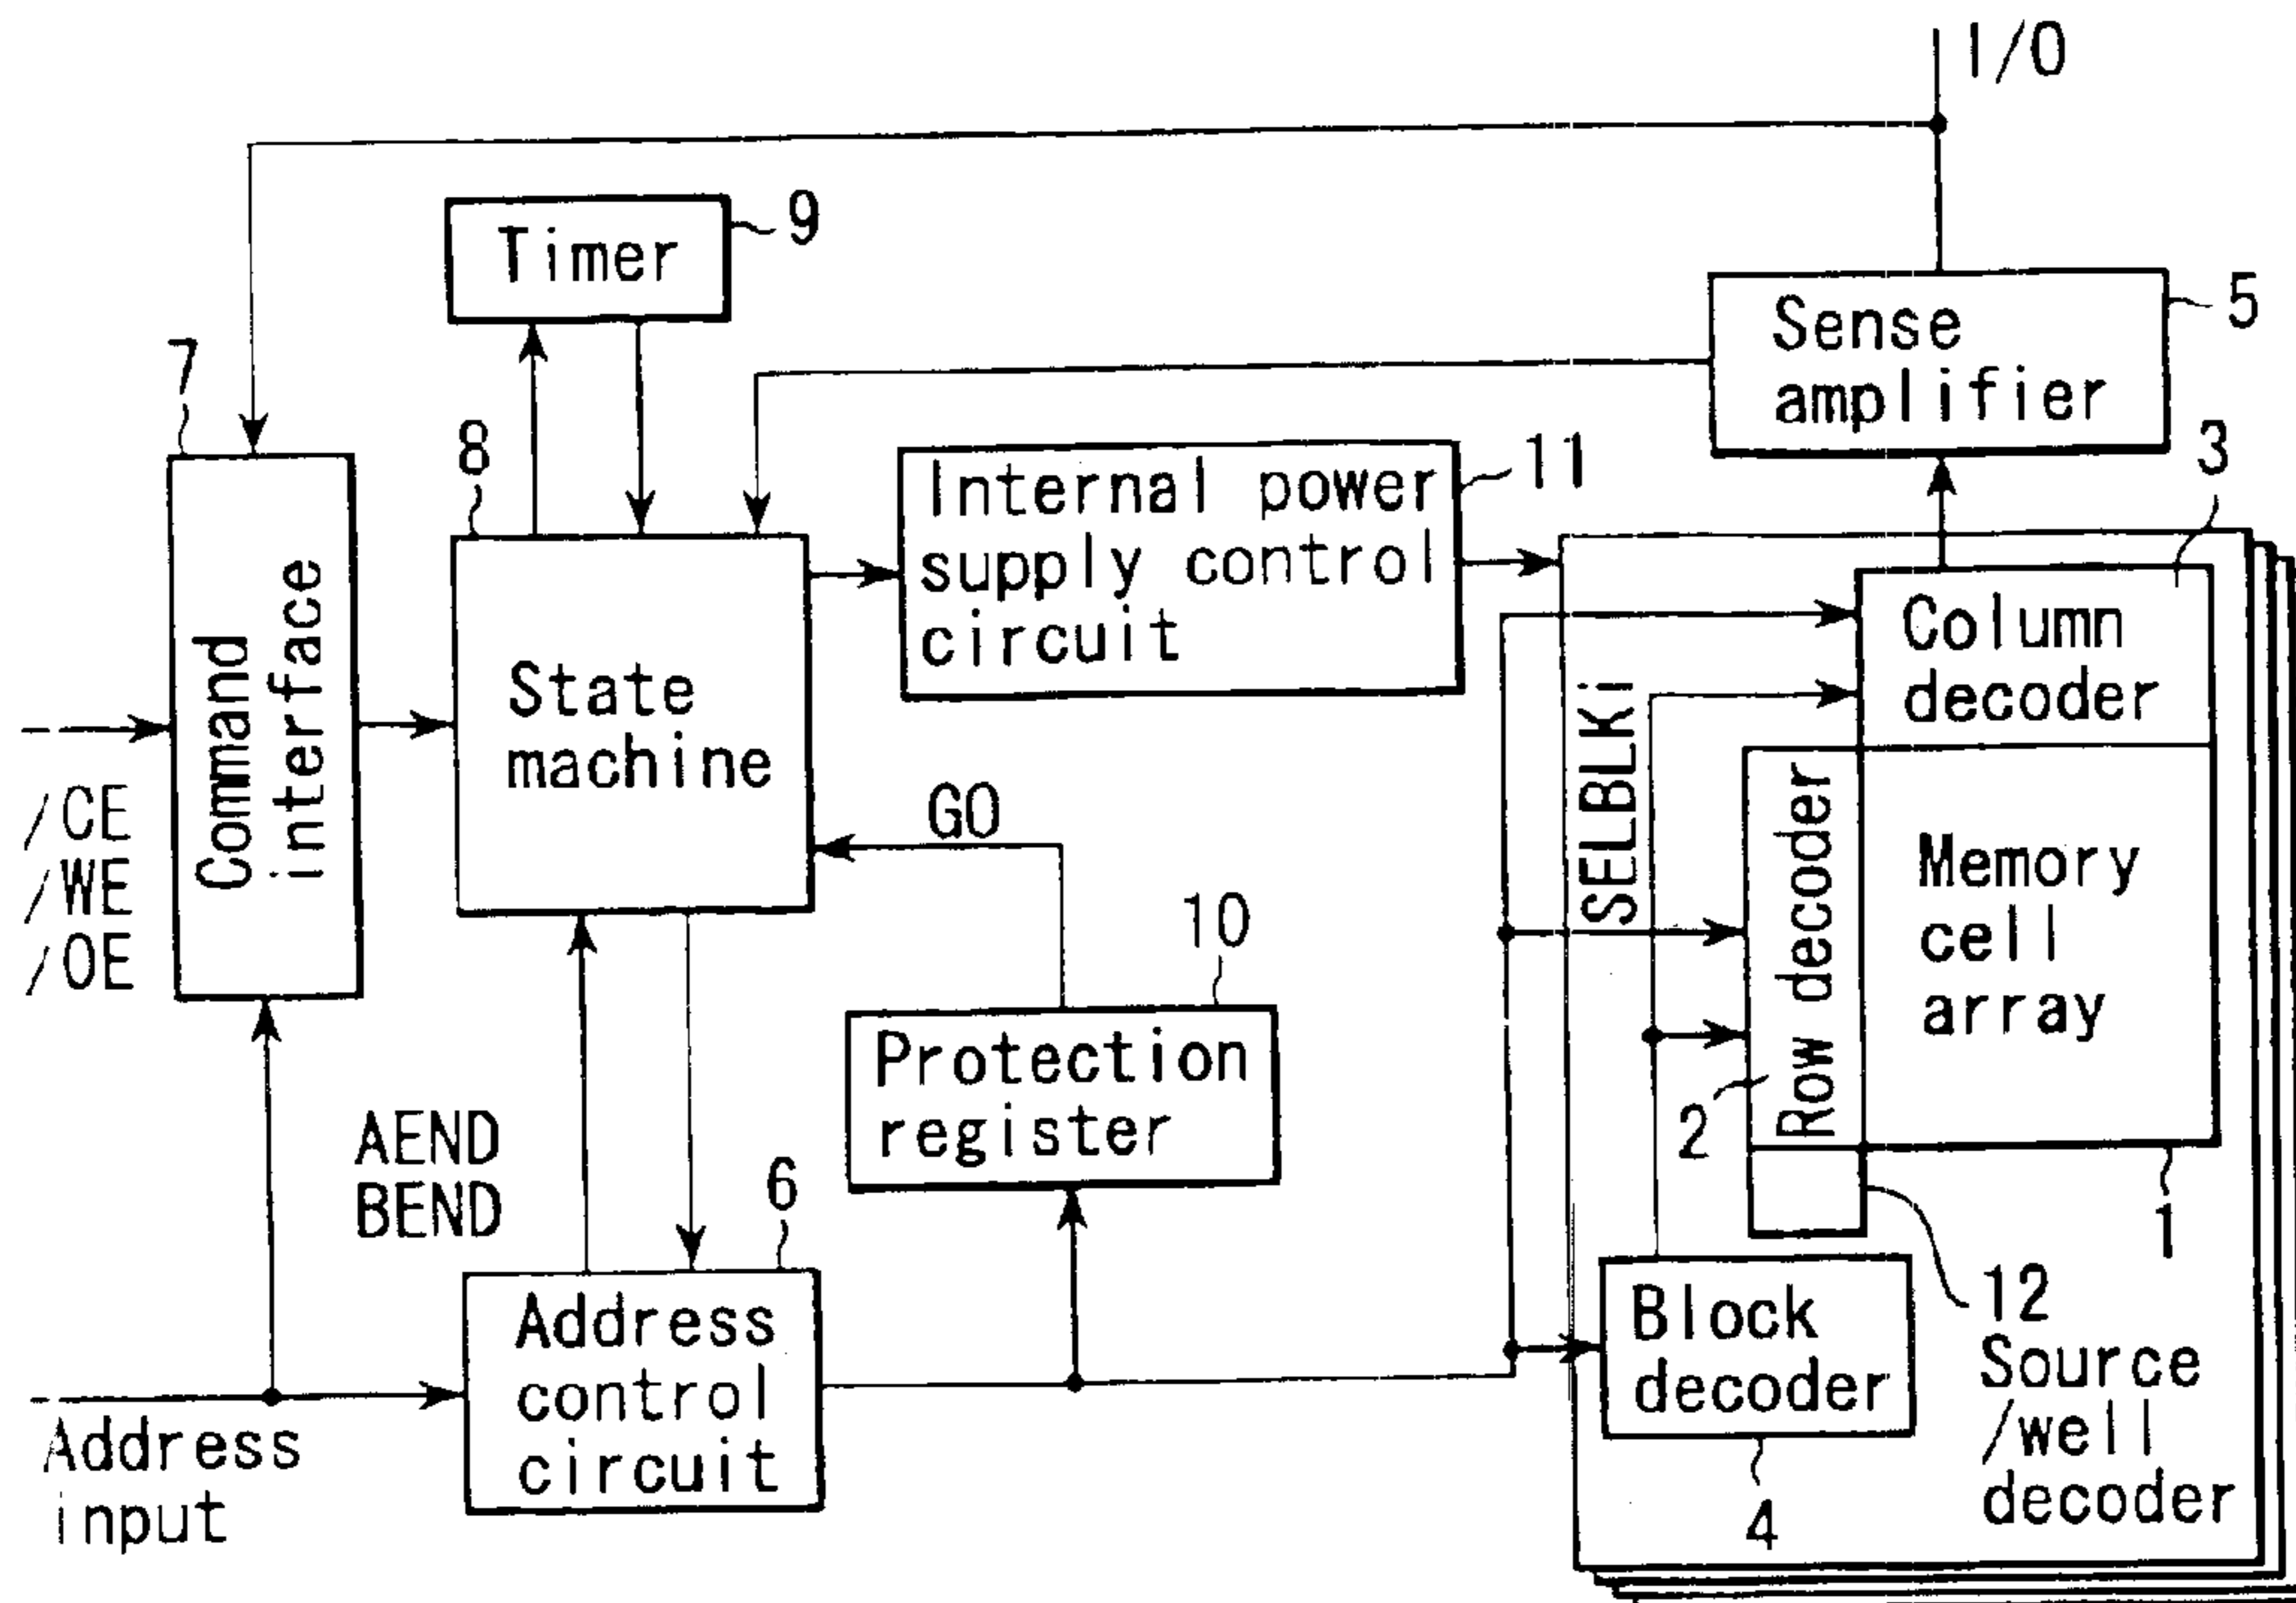 I/O
Timer
9
Sense
amplifier
5
7
8
Internal power
supply control
circuit
11
3
Command
interface
State
machine
Column
decoder
/CE
/WE
/OE
GO
SELBLKi
Row decoder
Memory
cell
array
10
Protection
register
2
1
AEND
BEND
6
Address
control
circuit
Block
decoder
4
12
Source
/well
decoder
Address
input